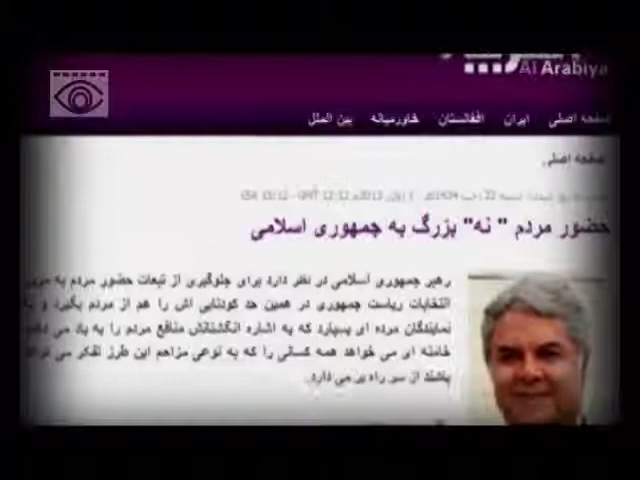 Al Arabiya
صفحه اصلی ایران افغانستان خاورمیانه بین الملل
صفحه اصلی
حضور مردم " نه" بزرگ به جمهوری اسلامی
رهبر جمهوری اسلامی در نظر دارد برای جلوگیری از تبعات حضور مردم به
انتخابات ریاست جمهوری در همین حد کودتایی اش را هم از مردم بگیرد و
نمایندگان مرده ای بسپارد که به اشاره انگشتانش منافع مردم را به باد می
خامنه ای می خواهد همه کسانی را که به نوعی مزاحم این طرز تفکر می
باشند از سر راه بر می دارد.